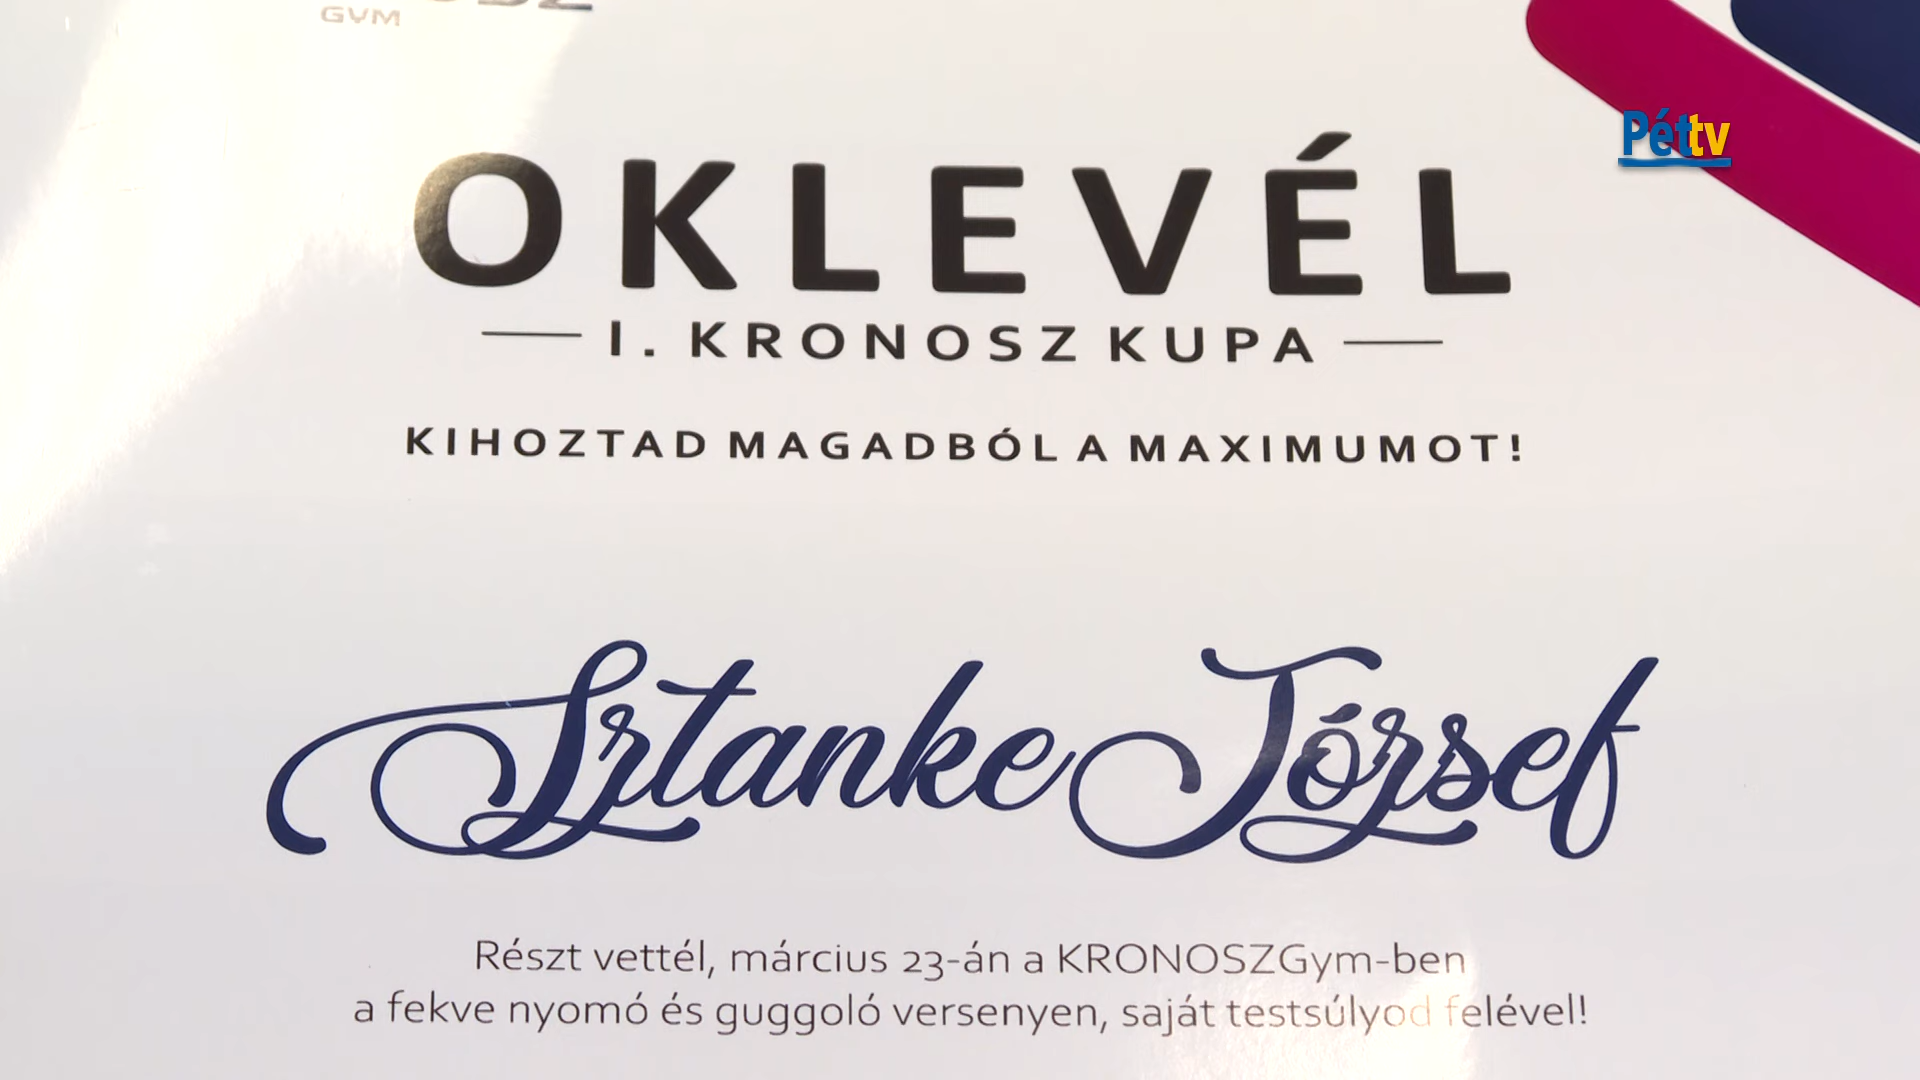 GYM
Péttv
OKLEVÉL
I. KRONOSZ KUPA
KIHOZTAD MAGADBÓL A MAXIMUMOT!
Sztanke József
Részt vettél, március 23-án a KRONOSZGym-ben
a fekve nyomó és guggoló versenyen, saját testsúlyod felével!